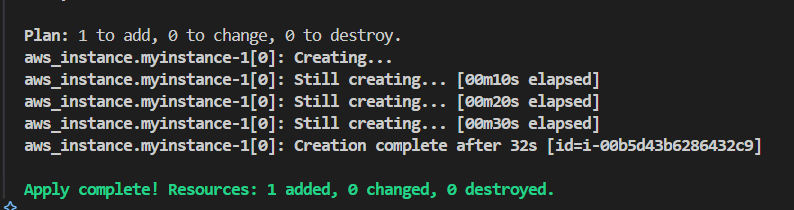 Plan: 1 to add, 0 to change, 0 to destroy.
aws_instance.myinstance-1[0]: Creating...
aws_instance.myinstance-1[0]: Still creating... [00m10s elapsed]
aws_instance.myinstance-1[0]: Still creating... [00m20s elapsed]
aws_instance.myinstance-1[0]: Still creating... [00m30s elapsed]
aws_instance.myinstance-1[0]: Creation complete after 32s [id=i-00b5d43b6286432c9]
Apply complete! Resources: 1 added, 0 changed, 0 destroyed.